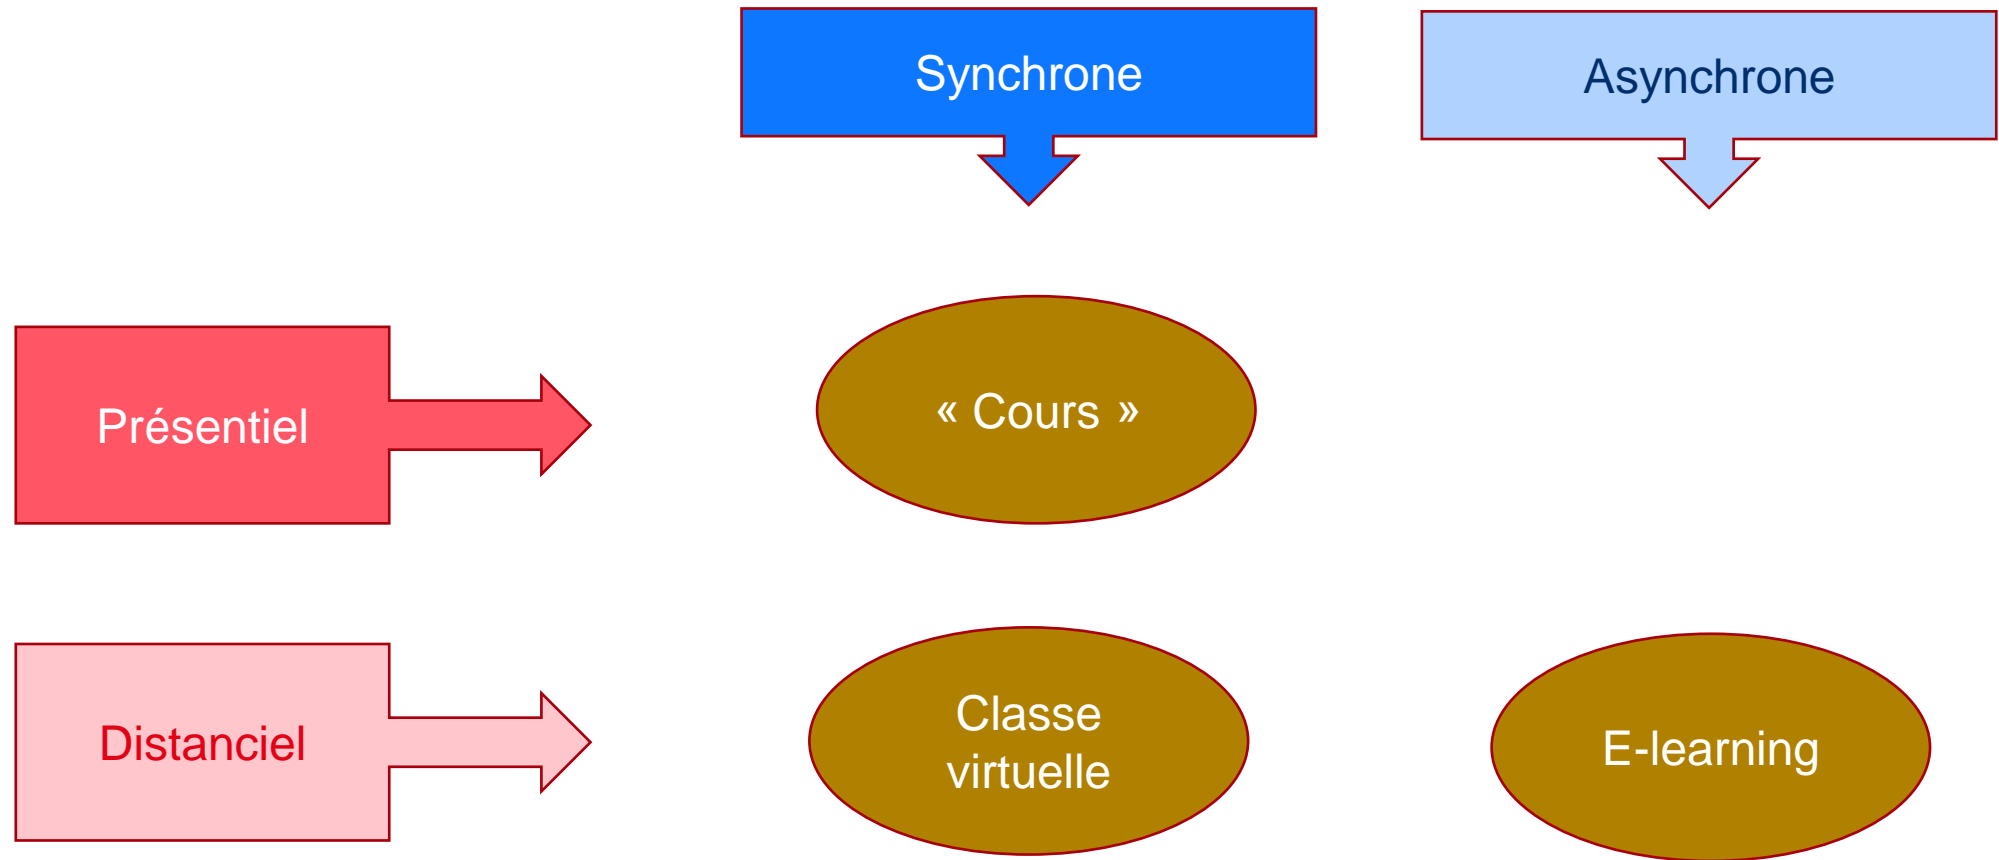 Synchrone
Asynchrone
Présentiel
« Cours »
Distanciel
Classe
virtuelle
E-learning